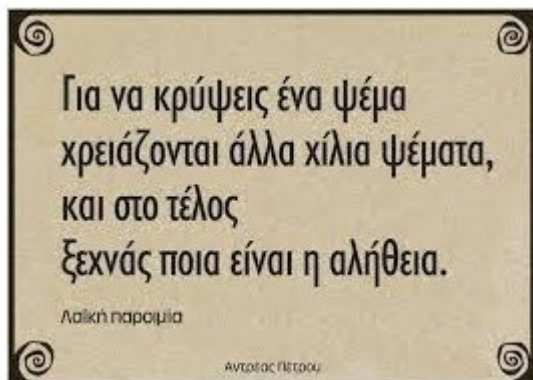 Για να κρύψεις ένα ψέμα
χρειάζονται άλλα χίλια ψέματα,
και στο τέλος
ξεχνάς ποια είναι η αλήθεια.
Λαϊκή παροιμία
Αντρέας Πέτρου